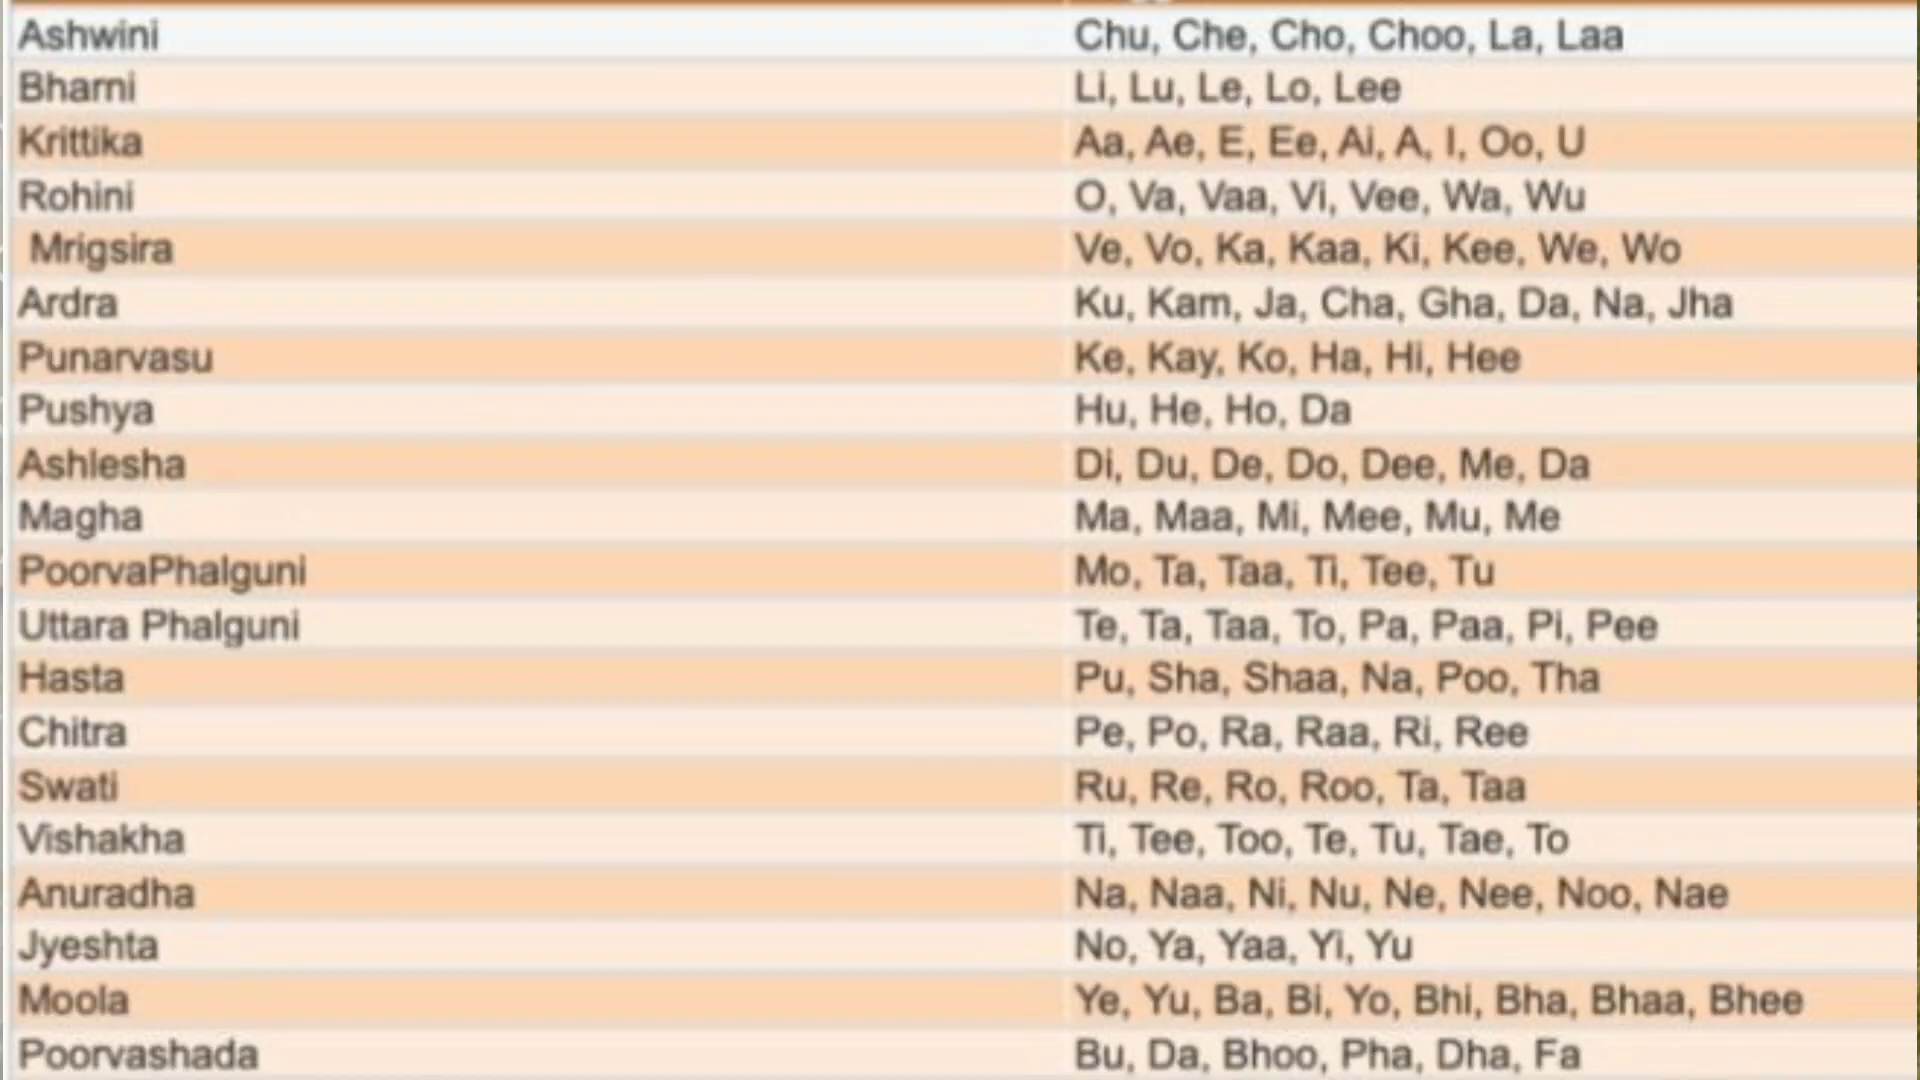 Ashwini Chu, Che, Cho, Choo, La, Laa
Bharni Li, Lu, Le, Lo, Lee
Krittika Aa, Ae, E, Ee, Ai, A, I, Oo, U
Rohini O, Va, Vaa, Vi, Vee, Wa, Wu
Mrigsira Ve, Vo, Ka, Kaa, Ki, Kee, We, Wo
Ardra Ku, Kam, Ja, Cha, Gha, Da, Na, Jha
Punarvasu Ke, Kay, Ko, Ha, Hi, Hee
Pushya Hu, He, Ho, Da
Ashlesha Di, Du, De, Do, Dee, Me, Da
Magha Ma, Maa, Mi, Mee, Mu, Me
PoorvaPhalguni Mo, Ta, Taa, Ti, Tee, Tu
Uttara Phalguni Te, Ta, Taa, To, Pa, Paa, Pi, Pee
Hasta Pu, Sha, Shaa, Na, Poo, Tha
Chitra Pe, Po, Ra, Raa, Ri, Ree
Swati Ru, Re, Ro, Roo, Ta, Taa
Vishakha Ti, Tee, Too, Te, Tu, Tae, To
Anuradha Na, Naa, Ni, Nu, Ne, Nee, Noo, Nae
Jyeshta No, Ya, Yaa, Yi, Yu
Moola Ye, Yu, Ba, Bi, Yo, Bhi, Bha, Bhaa, Bhee
Poorvashada Bu, Da, Bhoo, Pha, Dha, Fa